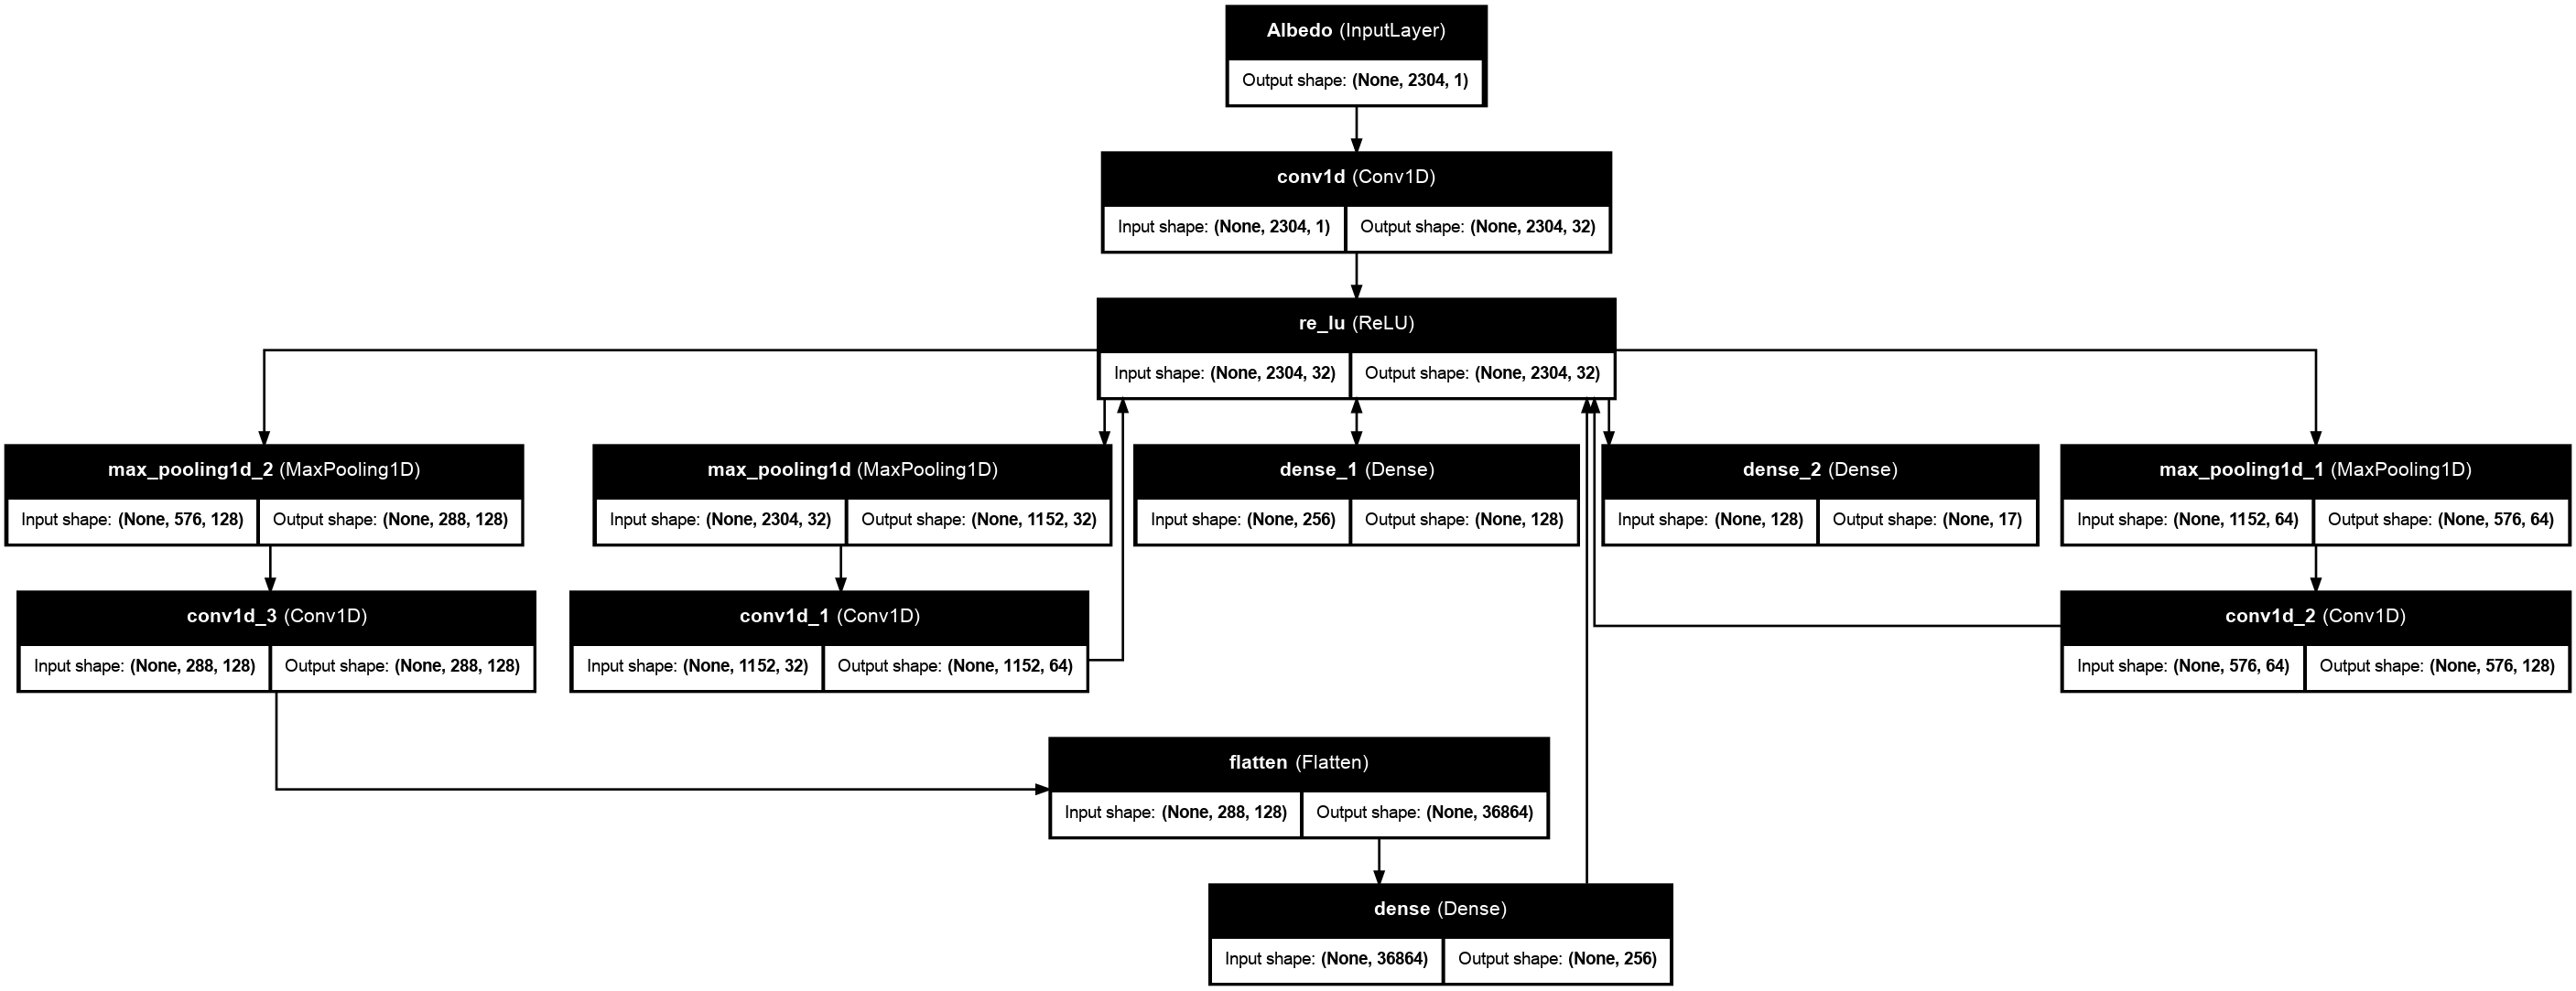 Albedo (InputLayer)
Output shape: (None, 2304, 1)
conv1d (Conv1D)
Input shape: (None, 2304, 1) Output shape: (None, 2304, 32)
re_lu (ReLU)
Input shape: (None, 2304, 32) Output shape: (None, 2304, 32)
max_pooling1d_2 (MaxPooling1D)
Input shape: (None, 576, 128) Output shape: (None, 288, 128)
max_pooling1d (MaxPooling1D)
Input shape: (None, 2304, 32) Output shape: (None, 1152, 32)
dense_1 (Dense)
Input shape: (None, 256) Output shape: (None, 128)
dense_2 (Dense)
Input shape: (None, 128) Output shape: (None, 17)
max_pooling1d_1 (MaxPooling1D)
Input shape: (None, 1152, 64) Output shape: (None, 576, 64)
conv1d_3 (Conv1D)
Input shape: (None, 288, 128) Output shape: (None, 288, 128)
conv1d_1 (Conv1D)
Input shape: (None, 1152, 32) Output shape: (None, 1152, 64)
conv1d_2 (Conv1D)
Input shape: (None, 576, 64) Output shape: (None, 576, 128)
flatten (Flatten)
Input shape: (None, 288, 128) Output shape: (None, 36864)
dense (Dense)
Input shape: (None, 36864) Output shape: (None, 256)